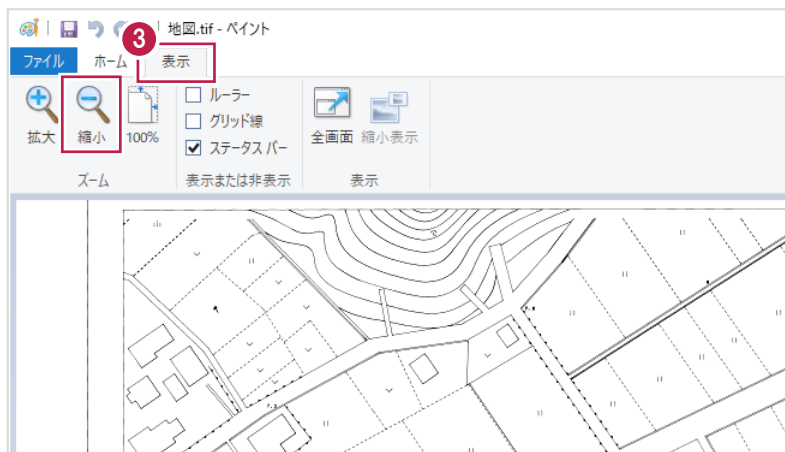 地図.tif - ペイント
3
ファイル ホーム 表示
ルーラー
グリッド線
ステータス バー
拡大 縮小 100% 全画面 縮小表示
ズーム 表示または非表示 表示